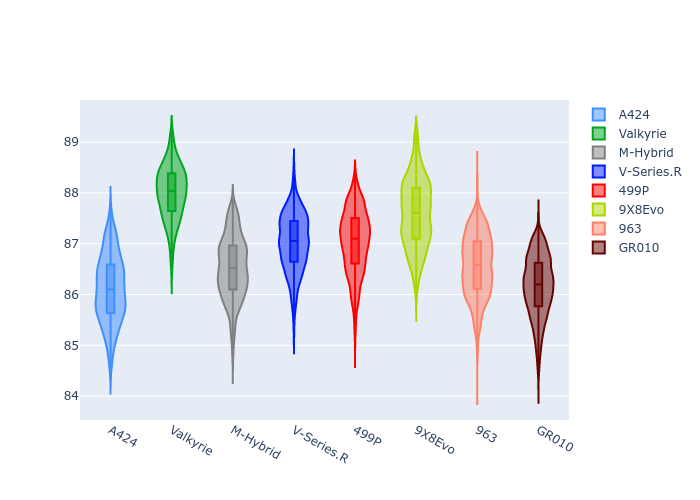 89
88
87
86
85
84
A424
Valkyrie
M-Hybrid
V-Series.R
499P
9X8Evo
963
GR010
A424
Valkyrie
M-Hybrid
V-Series.R
499P
9X8Evo
963
GR010